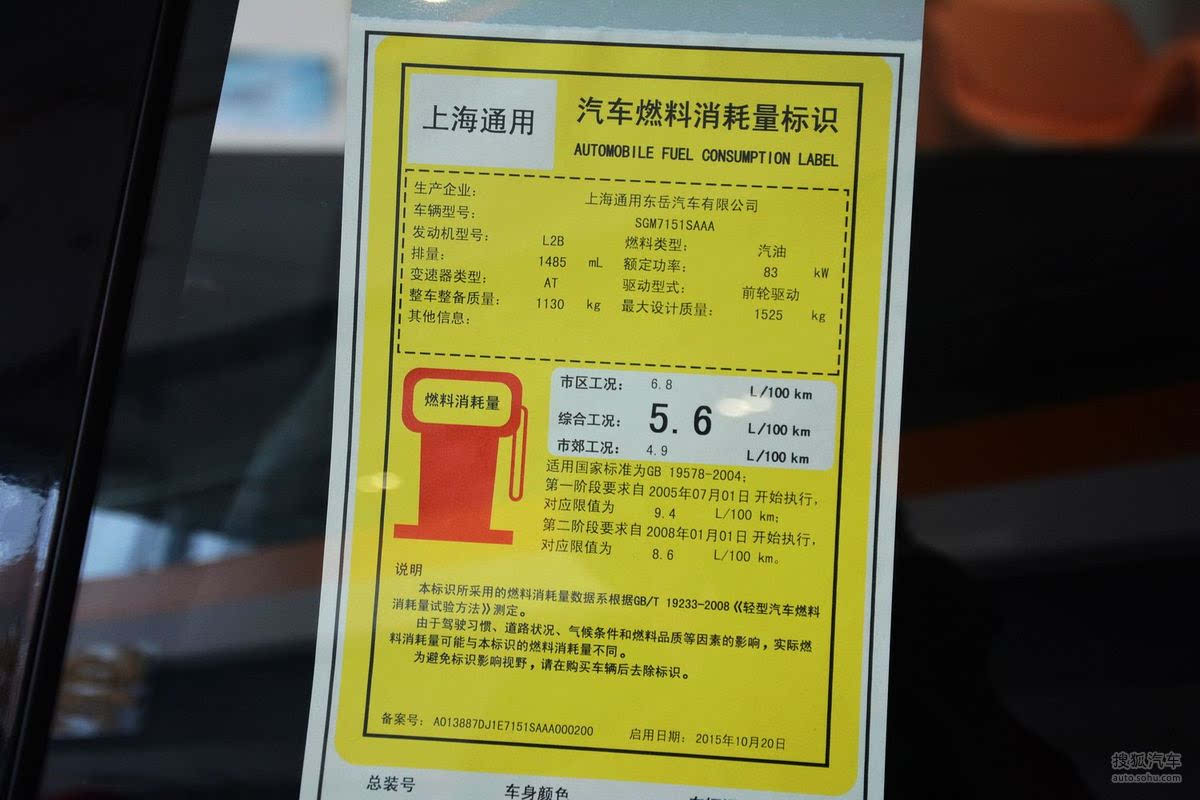 上海通用
汽车燃料消耗量标识
AUTOMOBILE FUEL CONSUMPTION LABEL
生产企业: 上海通用东岳汽车有限公司
车辆型号: SGM7151SAAA
发动机型号: L2B 燃料类型: 汽油
排量: 1485 mL 额定功率: 83 kW
变速器类型: AT 驱动型式: 前轮驱动
整车整备质量: 1130 kg 最大设计质量: 1525 kg
其他信息:
燃料消耗量
市区工况: 6.8 L/100 km
综合工况: 5.6 L/100 km
市郊工况: 4.9 L/100 km
适用国家标准为GB 19578-2004;
第一阶段要求自 2005年07月01日 开始执行,
对应限值为 9.4 L/100 km;
第二阶段要求自 2008年01月01日 开始执行,
对应限值为 8.6 L/100 km。
说明
本标识所采用的燃料消耗量数据系根据GB/T 19233-2008《轻型汽车燃料
消耗量试验方法》测定。
由于驾驶习惯、道路状况、气候条件和燃料品质等因素的影响,实际燃
料消耗量可能与本标识的燃料消耗量不同。
为避免标识影响视野,请在购买车辆后去除标识。
备案号: A013887DJ1E7151SAAA000200 启用日期: 2015年10月20日
总装号 车身颜色
搜狐汽车
auto.sohu.com